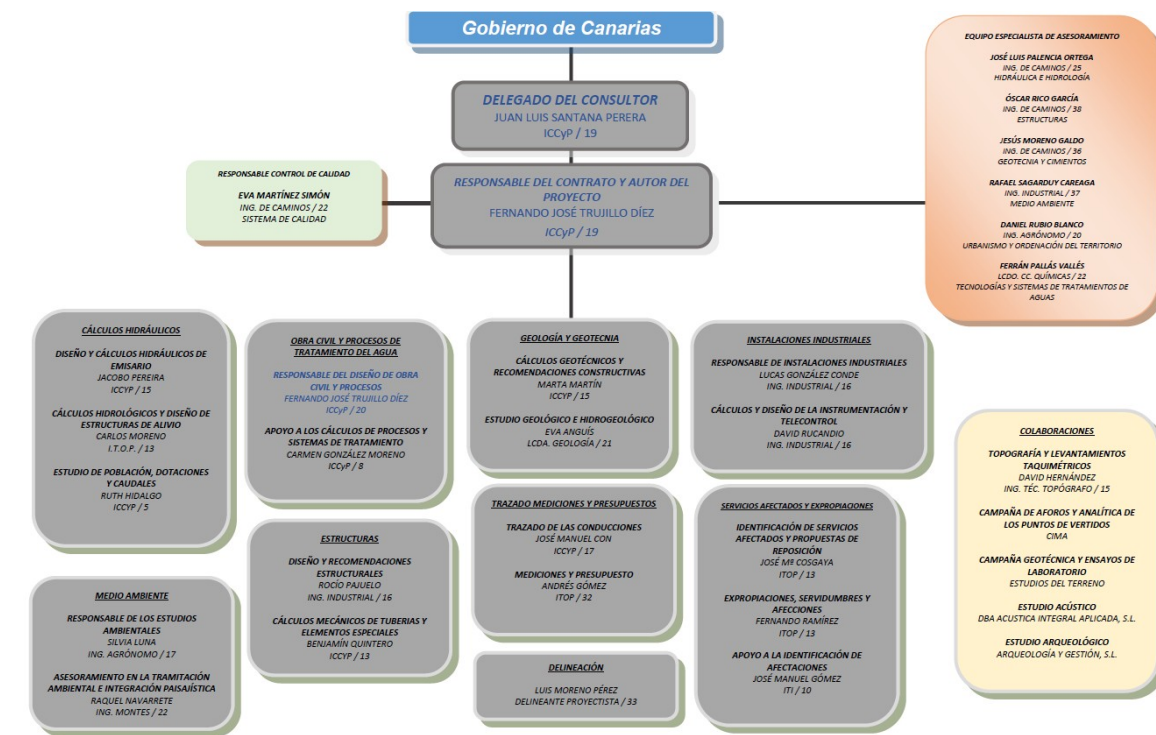 Gobierno de Canarias
DELEGADO DEL CONSULTOR
JUAN LUIS SANTANA PERERA
ICCyP / 19
RESPONSABLE DEL CONTRATO Y AUTOR DEL
PROYECTO
FERNANDO JOSÉ TRUJILLO DÍEZ
ICCyP / 19
RESPONSABLE CONTROL DE CALIDAD
EVA MARTÍNEZ SIMÓN
ING. DE CAMINOS / 22
SISTEMA DE CALIDAD
EQUIPO ESPECIALISTA DE ASESORAMIENTO
JOSÉ LUIS PALENCIA ORTEGA
ING. DE CAMINOS / 25
HIDRÁULICA E HIDROLOGÍA
ÓSCAR RICO GARCÍA
ING. DE CAMINOS / 38
ESTRUCTURAS
JESÚS MORENO GALDO
ING. DE CAMINOS / 36
GEOTECNIA Y CIMIENTOS
RAFAEL SAGARDUY CAREAGA
ING. INDUSTRIAL / 37
MEDIO AMBIENTE
DANIEL RUBIO BLANCO
ING. AGRÓNOMO / 20
URBANISMO Y ORDENACIÓN DEL TERRITORIO
FERRÁN PALLÁS VALLÉS
LCDO. CC. QUÍMICAS / 22
TECNOLOGÍAS Y SISTEMAS DE TRATAMIENTOS DE
AGUAS
CÁLCULOS HIDRÁULICOS
DISEÑO Y CÁLCULOS HIDRÁULICOS DE
EMISARIO
JACOBO PEREIRA
ICCYP / 15
CÁLCULOS HIDROLÓGICOS Y DISEÑO DE
ESTRUCTURAS DE ALIVIO
CARLOS MORENO
I.T.O.P. / 13
ESTUDIO DE POBLACIÓN, DOTACIONES
Y CAUDALES
RUTH HIDALGO
ICCYP / 5
OBRA CIVIL Y PROCESOS DE
TRATAMIENTO DEL AGUA
RESPONSABLE DEL DISEÑO DE OBRA
CIVIL Y PROCESOS
FERNANDO JOSÉ TRUJILLO DÍEZ
ICCyP / 20
APOYO A LOS CÁLCULOS DE PROCESOS Y
SISTEMAS DE TRATAMIENTO
CARMEN GONZÁLEZ MORENO
ICCyP / 8
GEOLOGÍA Y GEOTECNIA
CÁLCULOS GEOTÉCNICOS Y
RECOMENDACIONES CONSTRUCTIVAS
MARTA MARTÍN
ICCYP / 15
ESTUDIO GEOLÓGICO E HIDROGEOLÓGICO
EVA ANGUÍS
LCDA. GEOLOGÍA / 21
INSTALACIONES INDUSTRIALES
RESPONSABLE DE INSTALACIONES INDUSTRIALES
LUCAS GONZÁLEZ CONDE
ING. INDUSTRIAL / 16
CÁLCULOS Y DISEÑO DE LA INSTRUMENTACIÓN Y
TELECONTROL
DAVID RUCANDIO
ING. INDUSTRIAL / 16
MEDIO AMBIENTE
RESPONSABLE DE LOS ESTUDIOS
AMBIENTALES
SILVIA LUNA
ING. AGRÓNOMO / 17
ASESORAMIENTO EN LA TRAMITACIÓN
AMBIENTAL E INTEGRACIÓN PAISAJÍSTICA
RAQUEL NAVARRETE
ING. MONTES / 22
ESTRUCTURAS
DISEÑO Y RECOMENDACIONES
ESTRUCTURALES
ROCÍO PAJUELO
ING. INDUSTRIAL / 16
CÁLCULOS MECÁNICOS DE TUBERIAS Y
ELEMENTOS ESPECIALES
BENJAMÍN QUINTERO
ICCYP / 13
TRAZADO MEDICIONES Y PRESUPUESTOS
TRAZADO DE LAS CONDUCCIONES
JOSÉ MANUEL CON
ICCYP / 17
MEDICIONES Y PRESUPUESTO
ANDRÉS GÓMEZ
ITOP / 32
DELINEACIÓN
LUIS MORENO PÉREZ
DELINEANTE PROYECTISTA / 33
SERVICIOS AFECTADOS Y EXPROPIACIONES
IDENTIFICACIÓN DE SERVICIOS
AFECTADOS Y PROPUESTAS DE
REPOSICIÓN
JOSÉ Mª COSGAYA
ITOP / 13
EXPROPIACIONES, SERVIDUMBRES Y
AFECCIONES
FERNANDO RAMÍREZ
ITOP / 13
APOYO A LA IDENTIFICACIÓN DE
AFECTACIONES
JOSÉ MANUEL GÓMEZ
ITI / 10
COLABORACIONES
TOPOGRAFÍA Y LEVANTAMIENTOS
TAQUIMÉTRICOS
DAVID HERNÁNDEZ
ING. TÉC. TOPÓGRAFO / 15
CAMPAÑA DE AFOROS Y ANALÍTICA DE
LOS PUNTOS DE VERTIDOS
CIMA
CAMPAÑA GEOTÉCNICA Y ENSAYOS DE
LABORATORIO
ESTUDIOS DEL TERRENO
ESTUDIO ACÚSTICO
DBA ACUSTICA INTEGRAL APLICADA, S.L.
ESTUDIO ARQUEOLÓGICO
ARQUEOLOGÍA Y GESTIÓN, S.L.